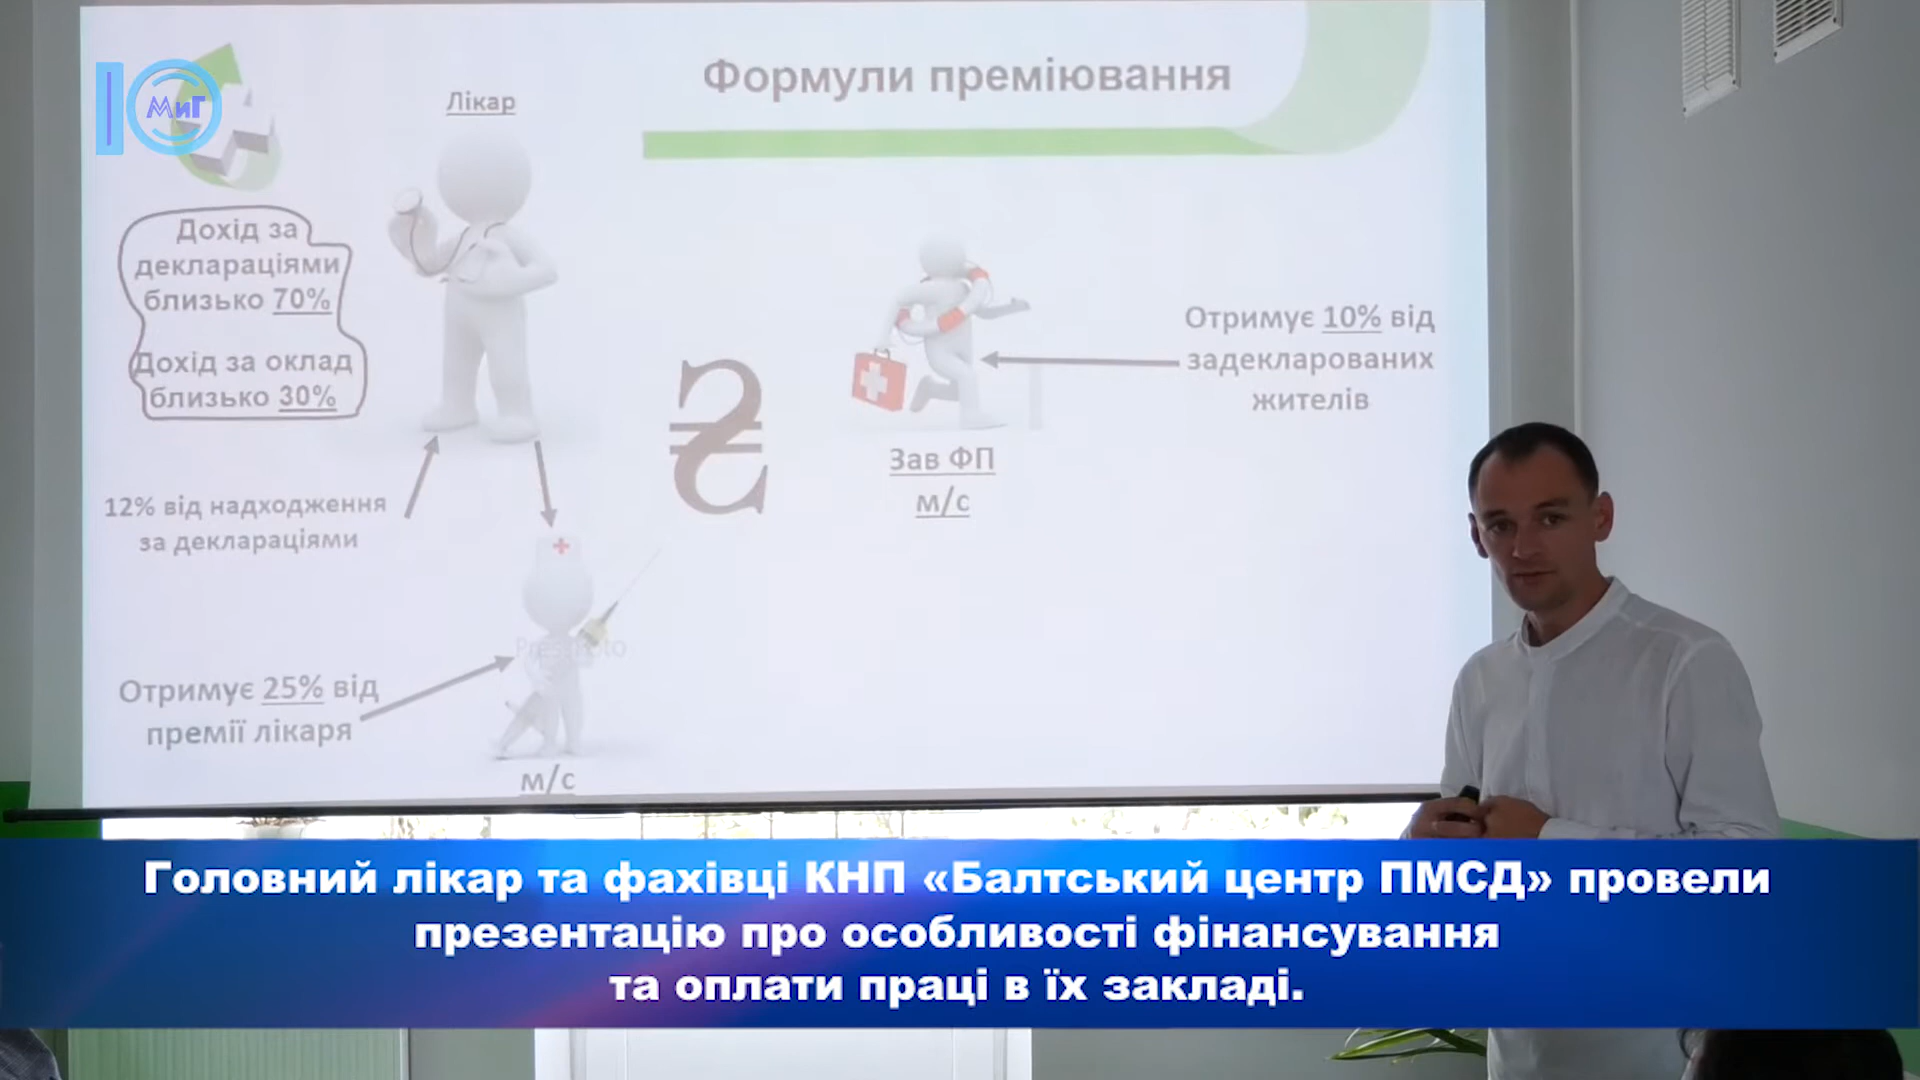 МиГ
Формули преміювання
Лікар
Дохід за
деклараціями
близько 70%
Дохід за оклад
близько 30%
12% від надходження
за деклараціями
Отримує 25% від
премії лікаря
м/с
₴
Зав ФП
м/с
Отримує 10% від
задекларованих
жителів
Головний лікар та фахівці КНП «Балтський центр ПМСД» провели
презентацію про особливості фінансування
та оплати праці в їх закладі.